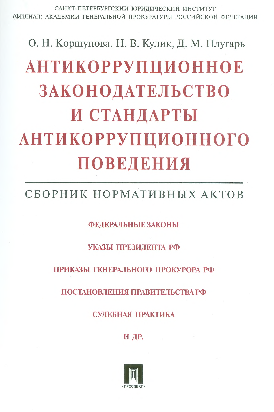 САНКТ-ПЕТЕРБУРГСКИЙ ЮРИДИЧЕСКИЙ ИНСТИТУТ
(ФИЛИАЛ) АКАДЕМИИ ГЕНЕРАЛЬНОЙ ПРОКУРАТУРЫ РОССИЙСКОЙ ФЕДЕРАЦИИ
О. Н. Коршунова, Н. В. Кулик, Д. М. Плугарь
АНТИКОРРУПЦИОННОЕ
ЗАКОНОДАТЕЛЬСТВО
И СТАНДАРТЫ
АНТИКОРРУПЦИОННОГО
ПОВЕДЕНИЯ
СБОРНИК НОРМАТИВНЫХ АКТОВ
ФЕДЕРАЛЬНЫЕ ЗАКОНЫ
УКАЗЫ ПРЕЗИДЕНТА РФ
ПРИКАЗЫ ГЕНЕРАЛЬНОГО ПРОКУРОРА РФ
ПОСТАНОВЛЕНИЯ ПРАВИТЕЛЬСТВА РФ
СУДЕБНАЯ ПРАКТИКА
И ДР.
ПРОСПЕКТ